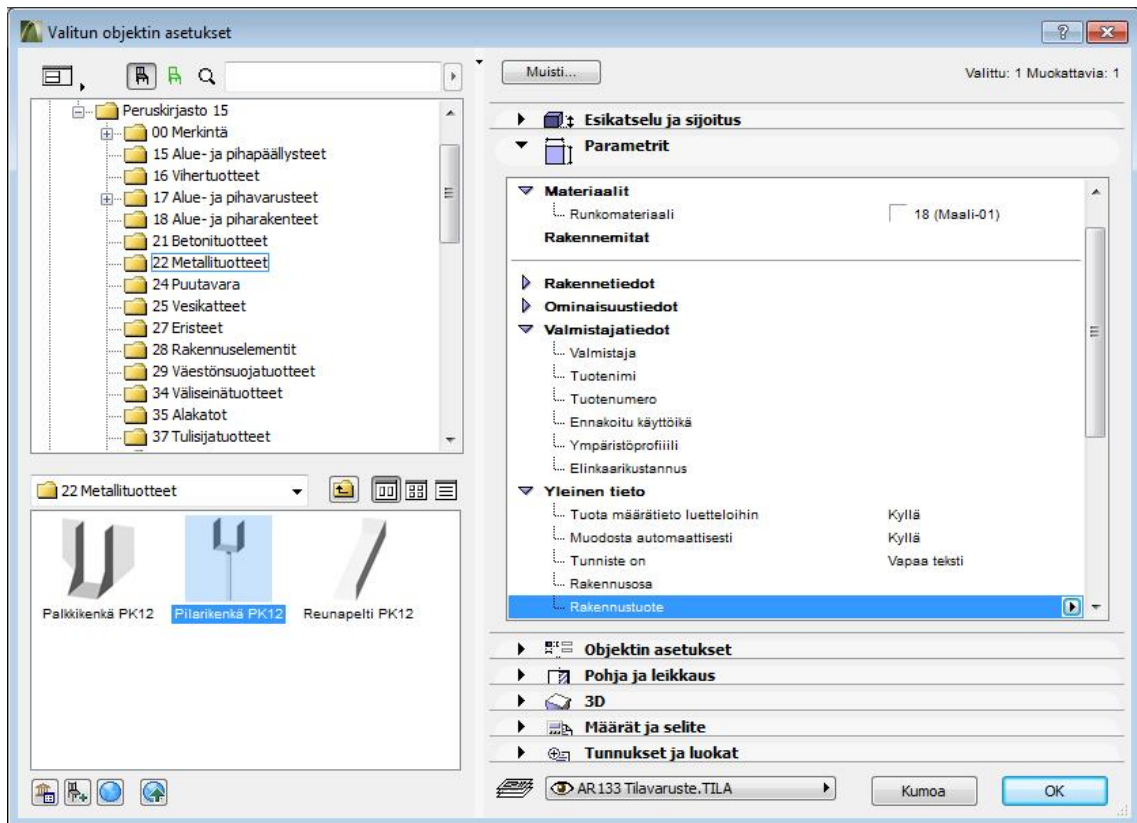 Valitun objektin asetukset
Peruskirjasto 15
00 Merkintä
15 Alue- ja pihapäällysteet
16 Vihertuotteet
17 Alue- ja pihavarusteet
18 Alue- ja piharakenteet
21 Betonituotteet
22 Metallituotteet
24 Puutavara
25 Vesikatteet
27 Eristeet
28 Rakennuselementit
29 Väestönsuojatuotteet
34 Väliseinätuotteet
35 Alakatot
37 Tulisijatuotteet
22 Metallituotteet
Palkkikenkä PK12 Pilarikenkä PK12 Reunapelti PK12
Muisti...
Valittu: 1 Muokattavia: 1
Esikatselu ja sijoitus
Parametrit
Materiaalit
Runkomateriaali 18 (Maali-01)
Rakennemitat
Rakennetiedot
Ominaisuustiedot
Valmistajatiedot
Valmistaja
Tuotenimi
Tuotenumero
Ennakoitu käyttöikä
Ympäristöprofiiili
Elinkaarikustannus
Yleinen tieto
Tuota määrätieto luetteloihin Kyllä
Muodosta automaattisesti Kyllä
Tunniste on Vapaa teksti
Rakennusosa
Rakennustuote
Objektin asetukset
Pohja ja leikkaus
3D
Määrät ja selite
Tunnukset ja luokat
AR133 Tilavaruste.TILA
Kumoa
OK